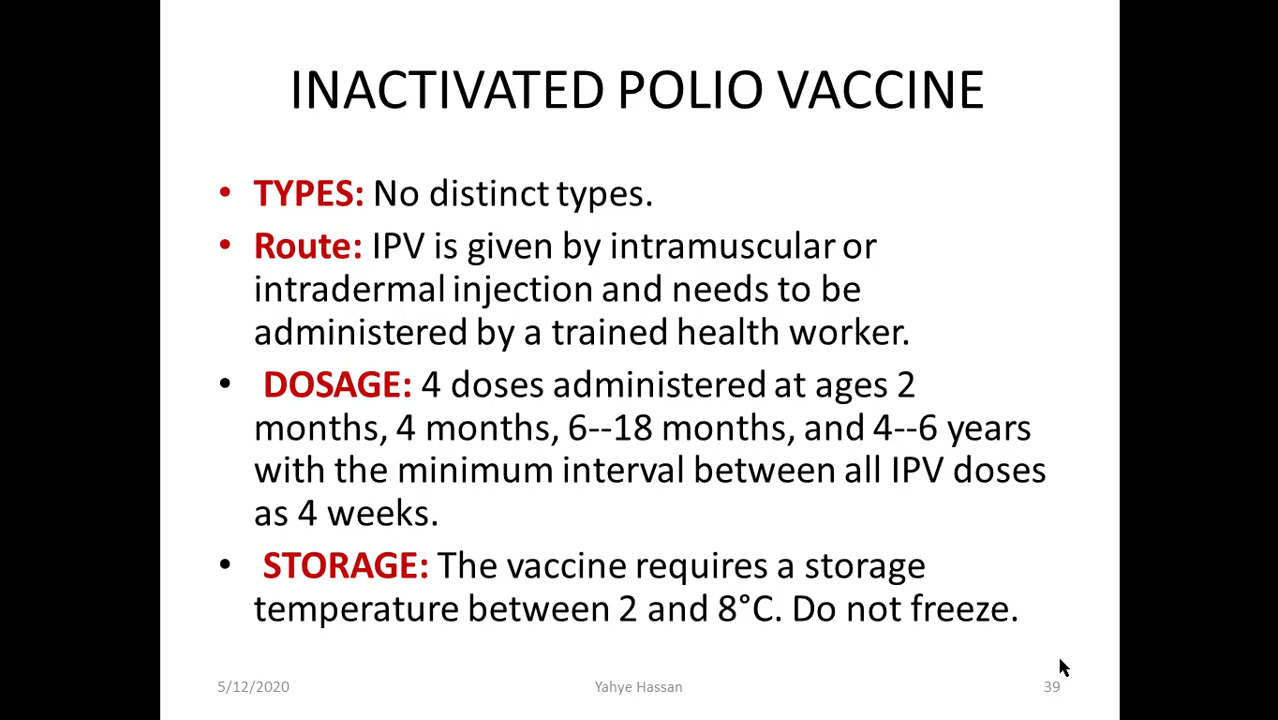 INACTIVATED POLIO VACCINE
• TYPES: No distinct types.
• Route: IPV is given by intramuscular or
intradermal injection and needs to be
administered by a trained health worker.
• DOSAGE: 4 doses administered at ages 2
months, 4 months, 6--18 months, and 4--6 years
with the minimum interval between all IPV doses
as 4 weeks.
• STORAGE: The vaccine requires a storage
temperature between 2 and 8°C. Do not freeze.
5/12/2020 Yahye Hassan 39